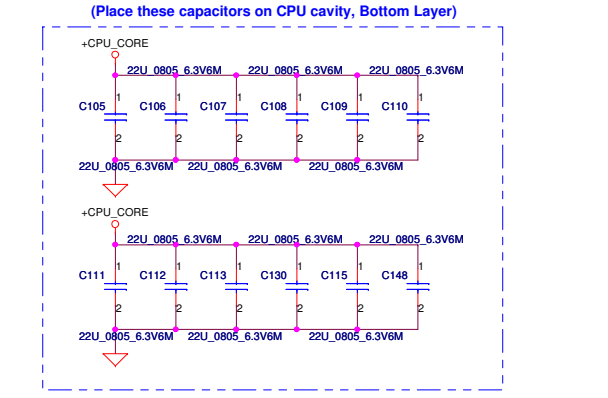 (Place these capacitors on CPU cavity, Bottom Layer)
+CPU_CORE
22U_0805_6.3V6M 22U_0805_6.3V6M 22U_0805_6.3V6M
1 1 1 1 1 1
C105 C106 C107 C108 C109 C110
2 2 2 2 2 2
22U_0805_6.3V6M 22U_0805_6.3V6M 22U_0805_6.3V6M
+CPU_CORE
22U_0805_6.3V6M 22U_0805_6.3V6M 22U_0805_6.3V6M
1 1 1 1 1 1
C111 C112 C113 C130 C115 C148
2 2 2 2 2 2
22U_0805_6.3V6M 22U_0805_6.3V6M 22U_0805_6.3V6M